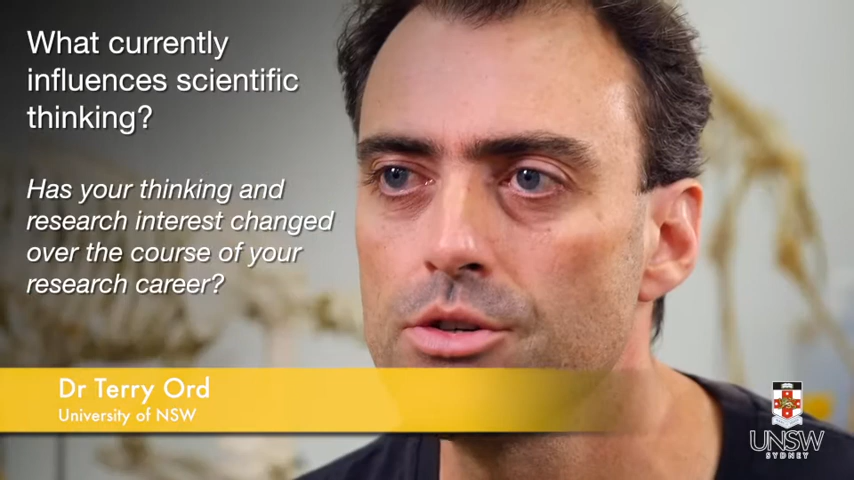 What currently
influences scientific
thinking?
Has your thinking and
research interest changed
over the course of your
research career?
Dr Terry Ord
University of NSW
UNSW
SYDNEY